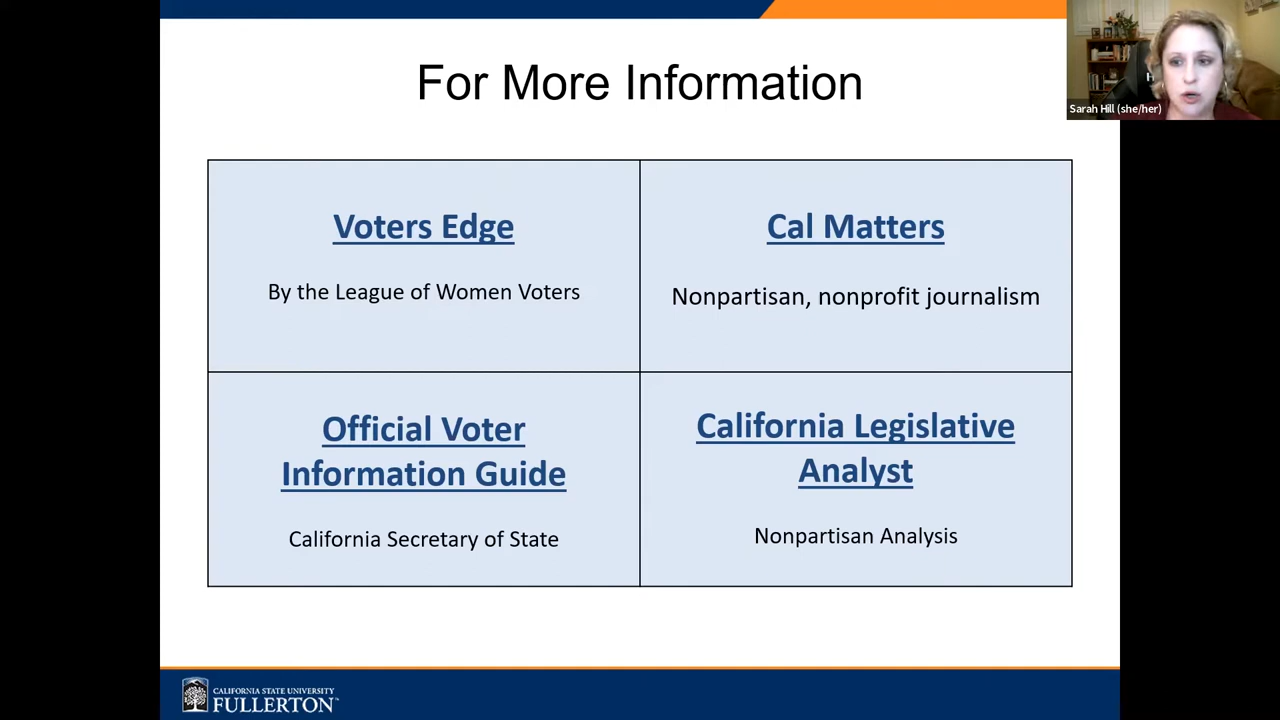 For More Information
Sarah Hill (she/her)
Voters Edge
By the League of Women Voters
Cal Matters
Nonpartisan, nonprofit journalism
Official Voter
Information Guide
California Secretary of State
California Legislative
Analyst
Nonpartisan Analysis
CALIFORNIA STATE UNIVERSITY
FULLERTON™